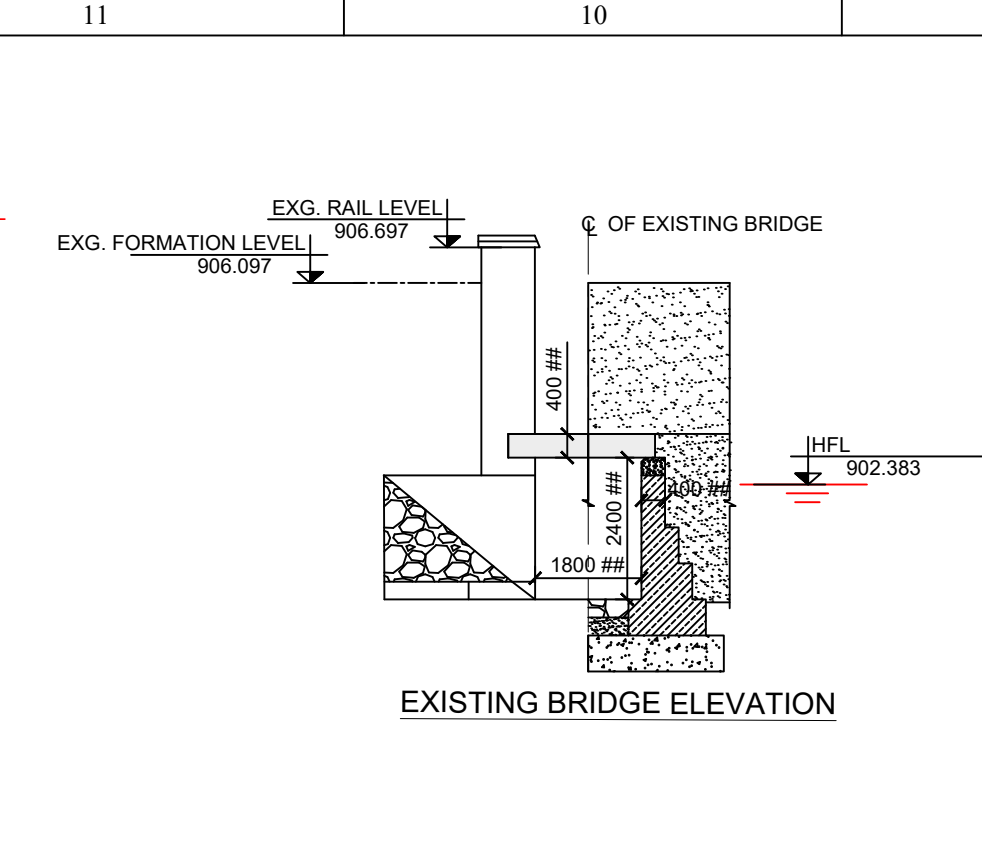 11
10
EXG. RAIL LEVEL
906.697
EXG. FORMATION LEVEL
906.097
℄ OF EXISTING BRIDGE
400 ##
HFL
902.383
400 ##
2400 ##
1800 ##
EXISTING BRIDGE ELEVATION